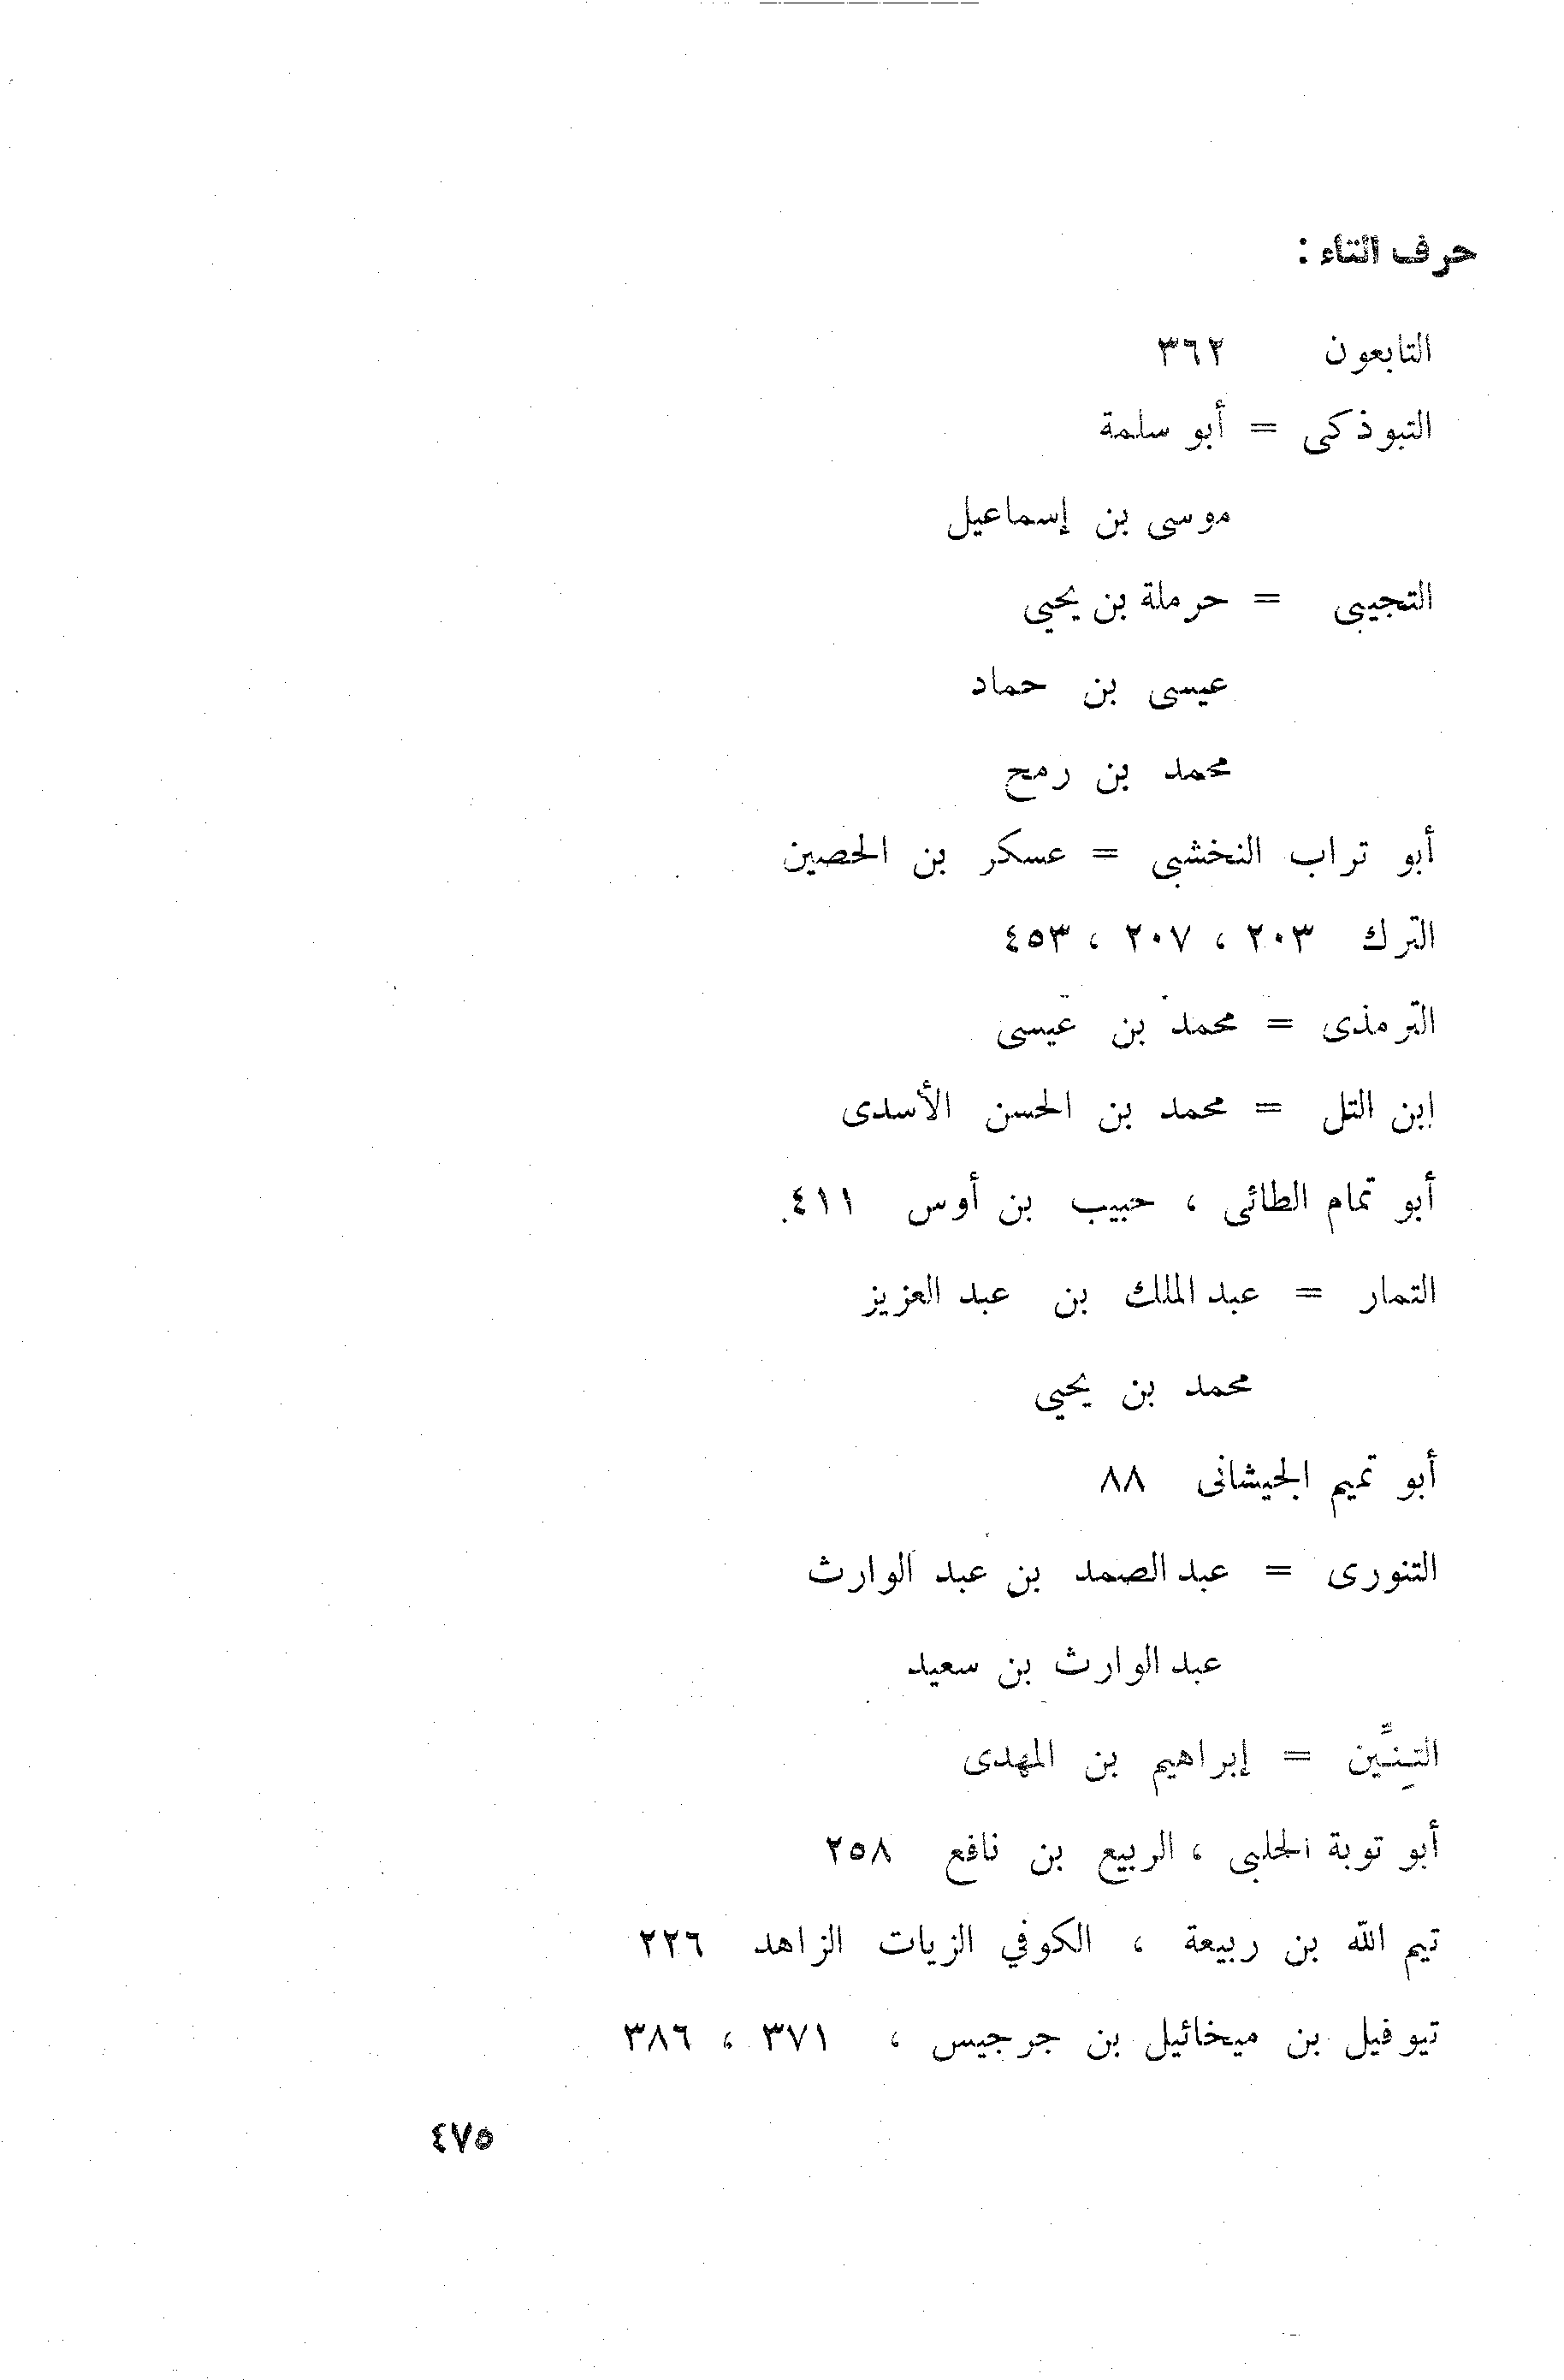 حرف التاء :
التابعون ٣٦٢
التبوذكى = أبو سلمة
موسى بن إسماعيل
التجيبى = حرملة بن يحيي
عيسى بن حماد
محمد بن رمح
أبو تراب النخشبى = عسكر بن الحصين
الترك ٢٠٣ ، ٢٠٧ ، ٤٥٣
الترمذى = محمد بن عيسى
إبن التل = محمد بن الحسن الأسدى
أبو تمام الطائى ، حبيب بن أوس ٤١١.
التمار = عبد الملك بن عبد العزيز
محمد بن يحيي
أبو تميم الجيشانى ٨٨
التنورى = عبد الصمد بن عبد الوارث
عبد الوارث بن سعيد
التِنِّين = إبراهيم بن المهدى
أبو توبة الحلبى ، الربيع بن نافع ٢٥٨
تيم الله بن ربيعة ، الكوفي الزيات الزاهد ٢٢٦
تيوفيل بن ميخائيل بن جرجيس ، ٣٧١ ، ٣٨٦
٤٧٥